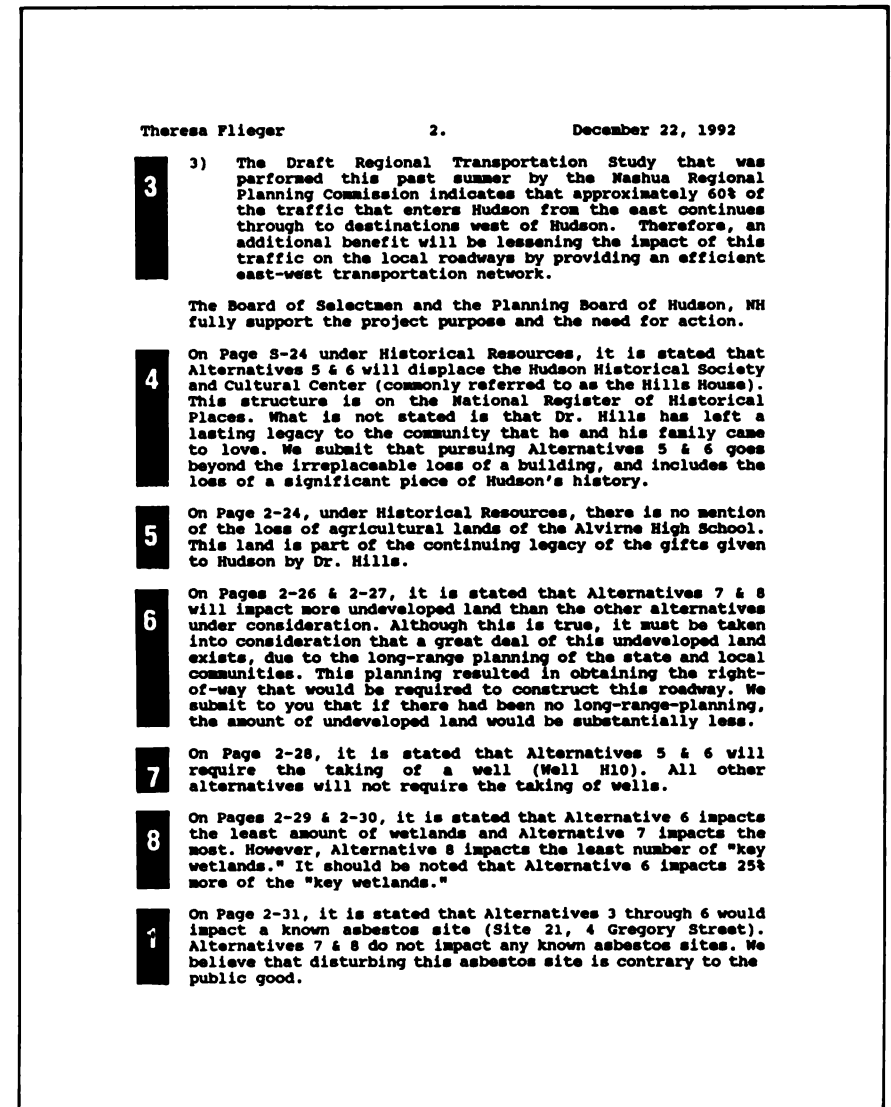 Theresa Flieger 2. December 22, 1992
3
3) The Draft Regional Transportation Study that was
parformed this past summer by the Nashua Regional
Planning Commission indicates that approximately 60% of
the traffic that enters Hudson from the east continues
through to destinations west of Hudson. Therefore, an
additional benefit will be lessening the impact of this
traffic on the local roadways by providing an efficient
east-west transportation network.
The Board of Selectmen and the Planning Board of Hudson, NH
fully support the project purpose and the need for action.
4
On Page S-24 under Historical Resources, it is stated that
Alternatives 5 & 6 will displace the Hudson Historical Society
and Cultural Center (commonly referred to as the Hills House).
This structure is on the National Register of Historical
Places. What is not stated is that Dr. Hills has left a
lasting legacy to the community that he and his family came
to love. We submit that pursuing Alternatives 5 & 6 goes
beyond the irreplaceable loss of a building, and includes the
loss of a significant piece of Hudson's history.
5
On Page 2-24, under Historical Resources, there is no mention
of the loss of agricultural lands of the Alvirne High School.
This land is part of the continuing legacy of the gifts given
to Hudson by Dr. Hills.
6
On Pages 2-26 & 2-27, it is stated that Alternatives 7 & 8
will impact more undeveloped land than the other alternatives
under consideration. Although this is true, it must be taken
into consideration that a great deal of this undeveloped land
exists, due to the long-range planning of the state and local
communities. This planning resulted in obtaining the right-
of-way that would be required to construct this roadway. We
submit to you that if there had been no long-range-planning,
the amount of undeveloped land would be substantially less.
7
On Page 2-28, it is stated that Alternatives 5 & 6 will
require the taking of a well (Well H10). All other
alternatives will not require the taking of wells.
8
On Pages 2-29 & 2-30, it is stated that Alternative 6 impacts
the least amount of wetlands and Alternative 7 impacts the
most. However, Alternative 8 impacts the least number of "key
wetlands." It should be noted that Alternative 6 impacts 25%
more of the "key wetlands."
1
On Page 2-31, it is stated that Alternatives 3 through 6 would
impact a known asbestos site (Site 21, 4 Gregory Street).
Alternatives 7 & 8 do not impact any known asbestos sites. We
believe that disturbing this asbestos site is contrary to the
public good.